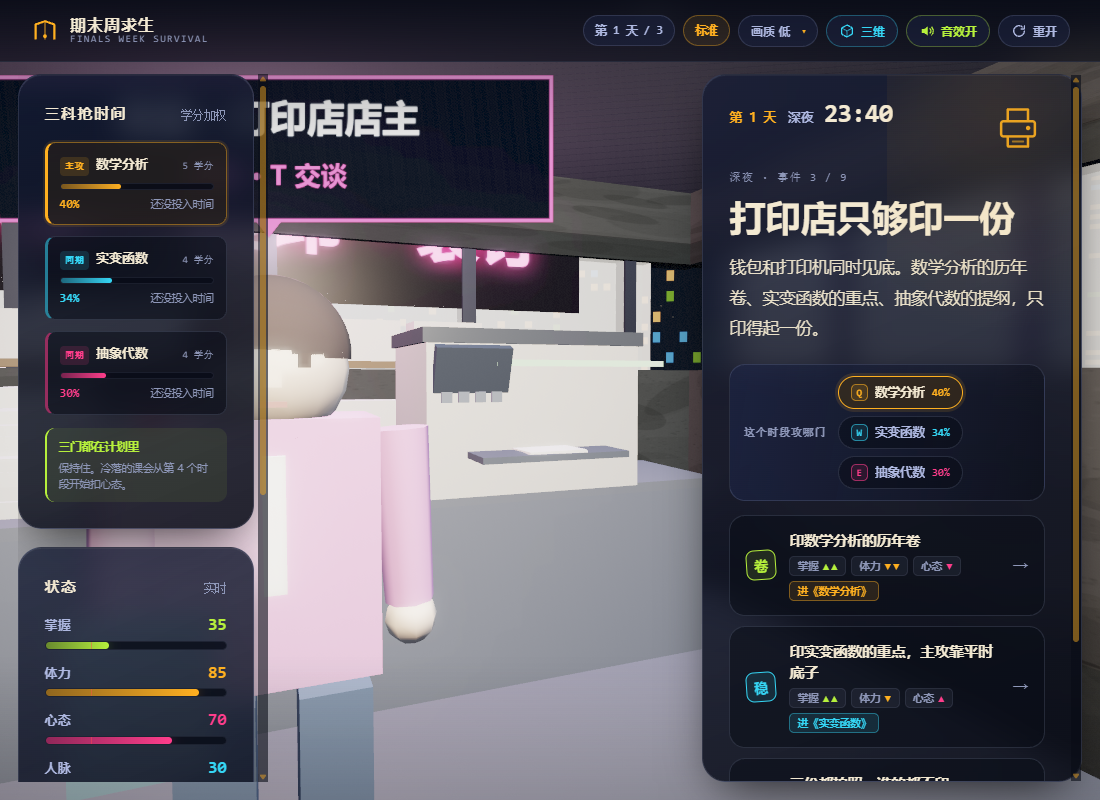 期末周求生
FINALS WEEK SURVIVAL
第 1 天 / 3
标准
画质 低
三维
音效开
重开
三科抢时间
学分加权
主攻 数学分析 5 学分
40% 还没投入时间
同期 实变函数 4 学分
34% 还没投入时间
同期 抽象代数 4 学分
30% 还没投入时间
三门都在计划里
保持住。冷落的课会从第 4 个时
段开始扣心态。
状态
实时
掌握 35
体力 85
心态 70
人脉 30
印店店主
T 交谈
第 1 天 深夜 23:40
深夜 · 事件 3 / 9
打印店只够印一份
钱包和打印机同时见底。数学分析的历年
卷、实变函数的重点、抽象代数的提纲，只
印得起一份。
这个时段攻哪门
Q 数学分析 40%
W 实变函数 34%
E 抽象代数 30%
卷
印数学分析的历年卷
掌握 ▲▲ 体力 ▼▼ 心态 ▼
进《数学分析》
→
稳
印实变函数的重点，主攻靠平时
底子
掌握 ▲▲ 体力 ▼ 心态 ▲
进《实变函数》
→